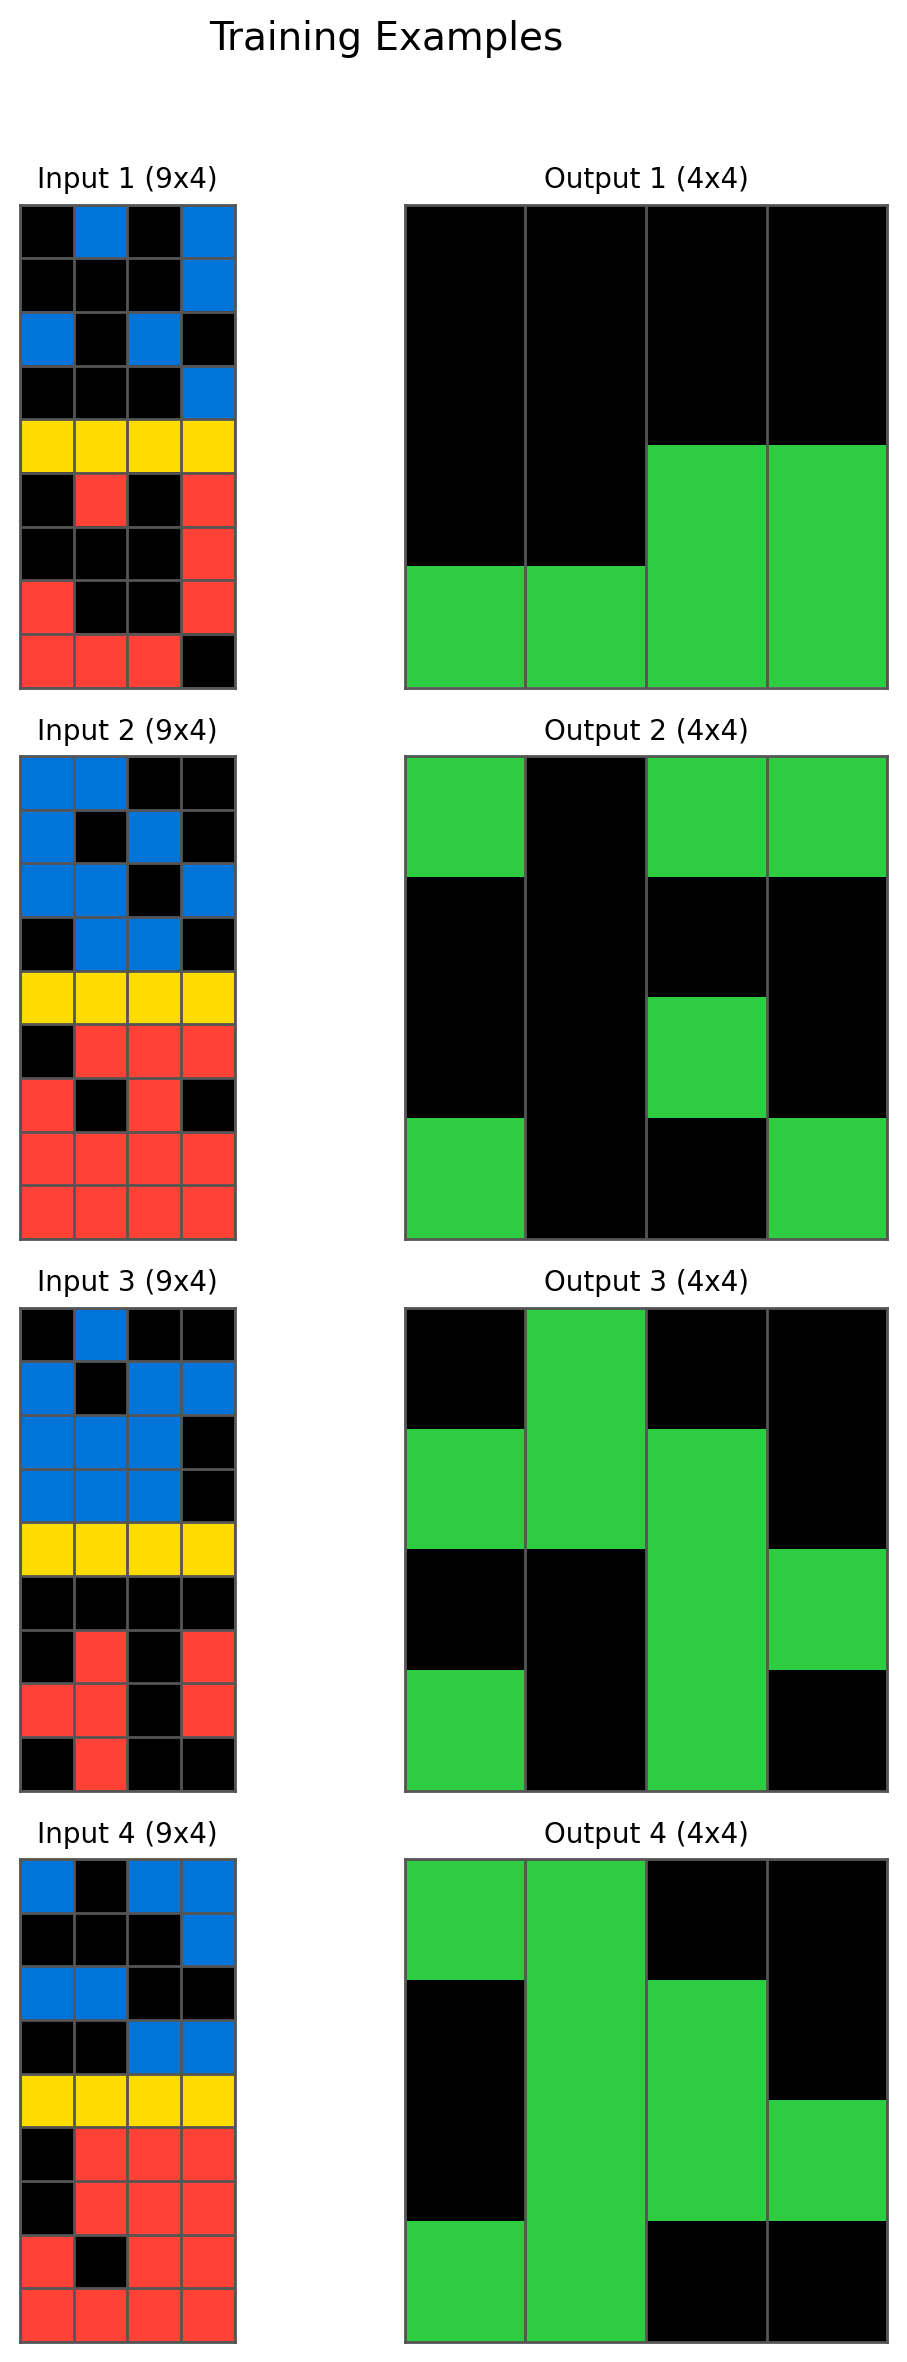 Training Examples
Input 1 (9x4)
Output 1 (4x4)
Input 2 (9x4)
Output 2 (4x4)
Input 3 (9x4)
Output 3 (4x4)
Input 4 (9x4)
Output 4 (4x4)